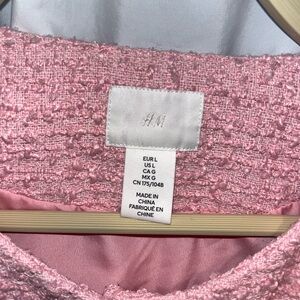 H&M
EUR L
US L
CA G
MX G
CN 175/104B
MADE IN
CHINA
FABRIQUÉ EN
CHINE